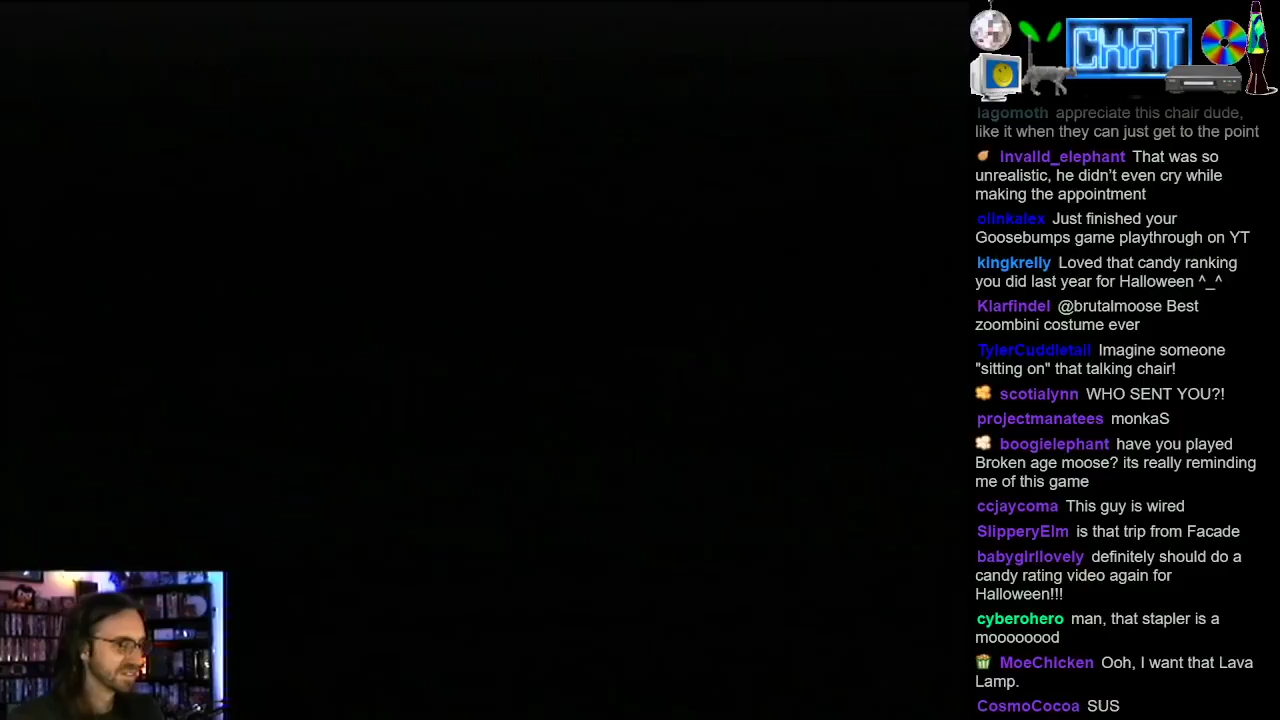 CHAT
lagomoth appreciate this chair dude,
like it when they can just get to the point
invalid_elephant That was so
unrealistic, he didn't even cry while
making the appointment
olinkalex Just finished your
Goosebumps game playthrough on YT
kingkrelly Loved that candy ranking
you did last year for Halloween ^_^
Klarfindel @brutalmoose Best
zoombini costume ever
TylerCuddletail Imagine someone
"sitting on" that talking chair!
scotialynn WHO SENT YOU?!
projectmanatees monkaS
boogielephant have you played
Broken age moose? its really reminding
me of this game
ccjaycoma This guy is wired
SlipperyElm is that trip from Facade
babygirllovely definitely should do a
candy rating video again for
Halloween!!!
cyberohero man, that stapler is a
moooooood
MoeChicken Ooh, I want that Lava
Lamp.
CosmoCocoa SUS